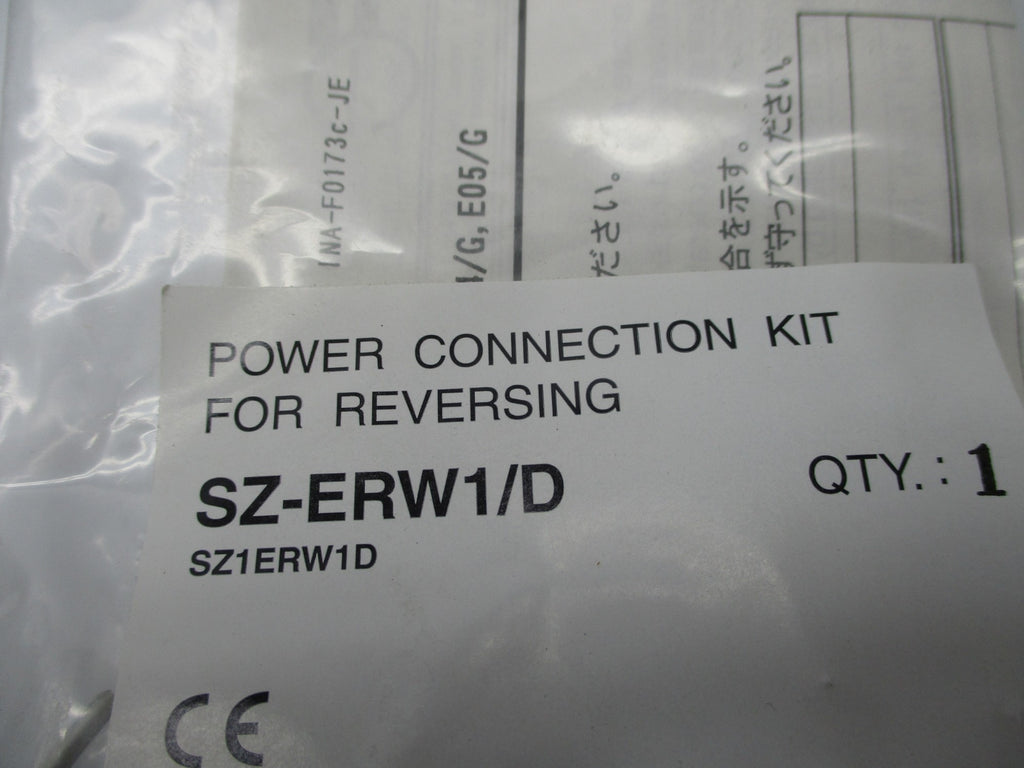 INA-F0173c-JE
/G, E05/G
ださい。
合を示す。
守ってください。
POWER CONNECTION KIT
FOR REVERSING
SZ-ERW1/D
QTY.: 1
SZ1ERW1D
CE